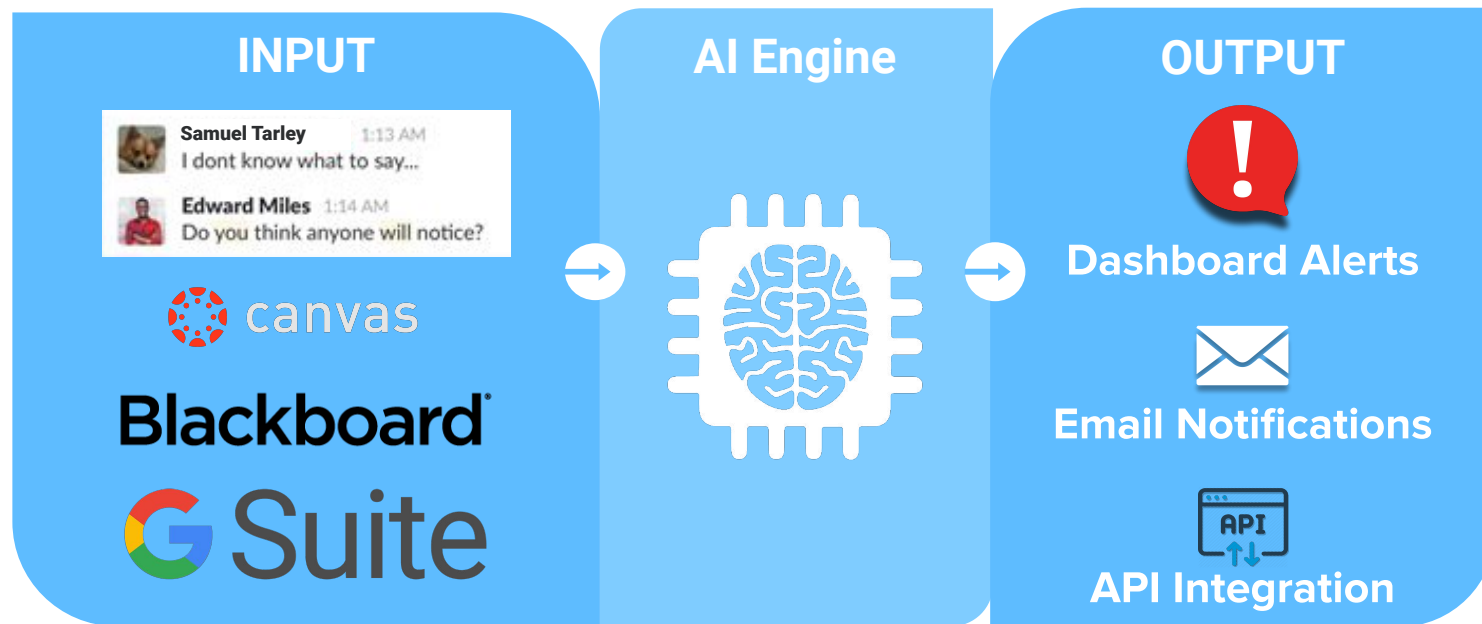 INPUT
Samuel Tarley 1:13 AM
I dont know what to say...
Edward Miles 1:14 AM
Do you think anyone will notice?
canvas
Blackboard®
G Suite
AI Engine
OUTPUT
!
Dashboard Alerts
Email Notifications
API
API Integration